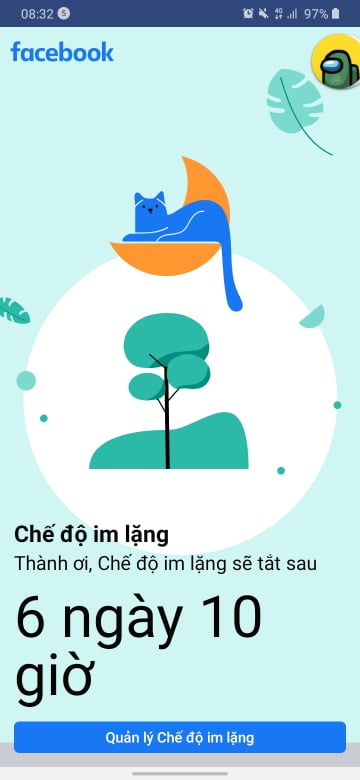 08:32 5 4G 97%
facebook
Chế độ im lặng
Thành ơi, Chế độ im lặng sẽ tắt sau
6 ngày 10
giờ
Quản lý Chế độ im lặng